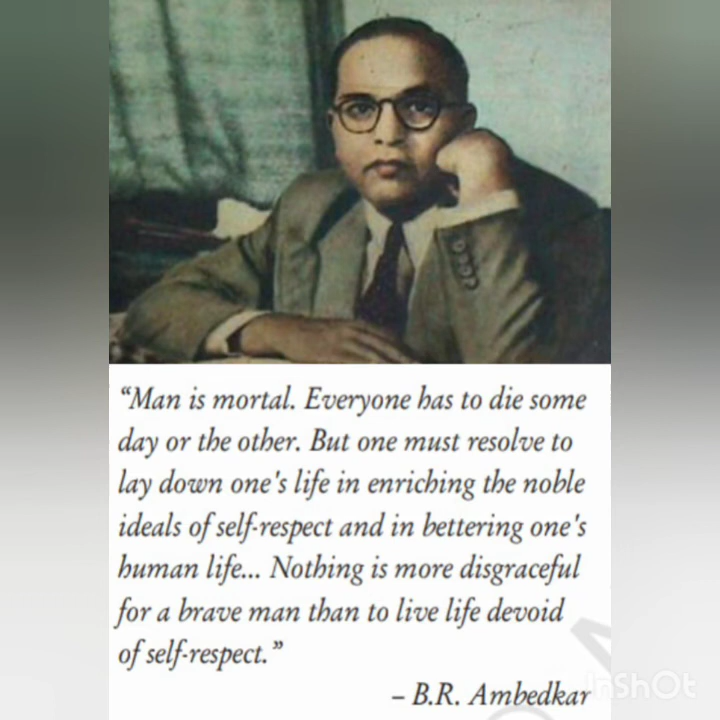 “Man is mortal. Everyone has to die some
day or the other. But one must resolve to
lay down one's life in enriching the noble
ideals of self-respect and in bettering one's
human life... Nothing is more disgraceful
for a brave man than to live life devoid
of self-respect.”
– B.R. Ambedkar
InShOt